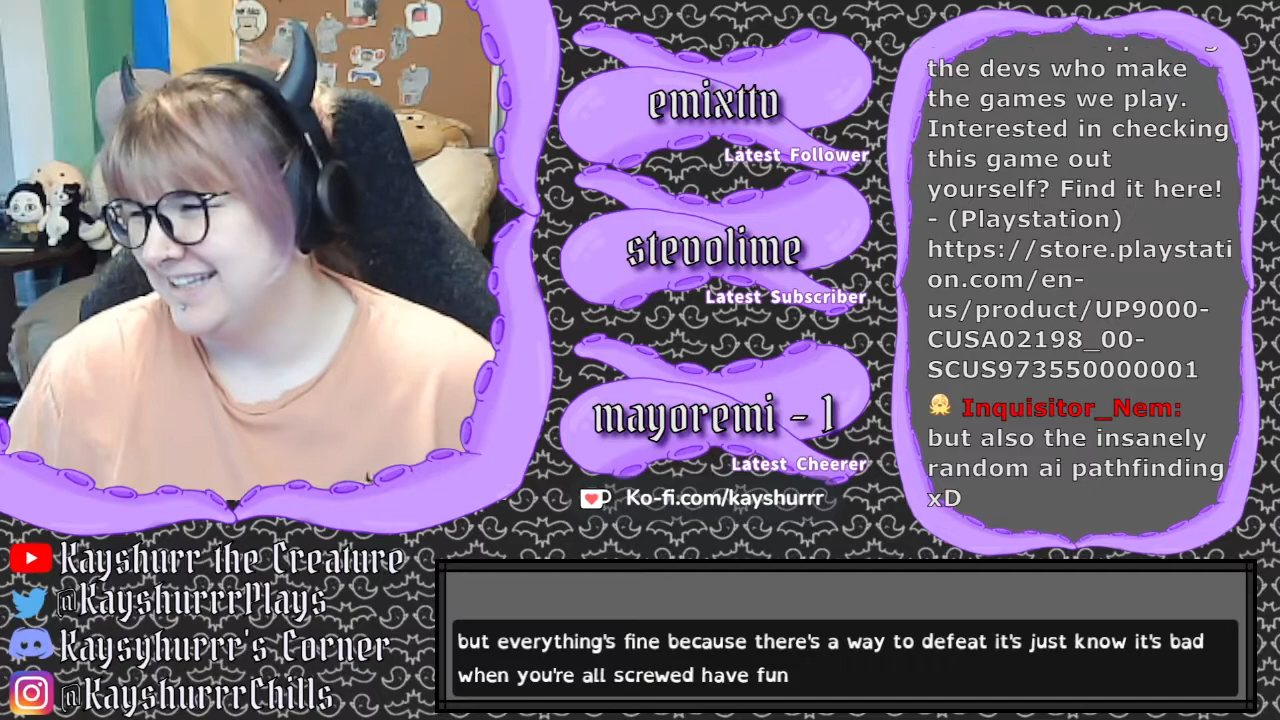 emixttv
Latest Follower
stevolime
Latest Subscriber
mayoremi - 1
Latest Cheerer
Ko-fi.com/kayshurrr
the devs who make
the games we play.
Interested in checking
this game out
yourself? Find it here!
- (Playstation)
https://store.playstati
on.com/en-
us/product/UP9000-
CUSA02198_00-
SCUS973550000001
Inquisitor_Nem:
but also the insanely
random ai pathfinding
xD
Kayshurr the Creature
@KayshurrrPlays
Kaysyhurrr's Corner
@KayshurrrChills
but everything's fine because there's a way to defeat it's just know it's bad
when you're all screwed have fun